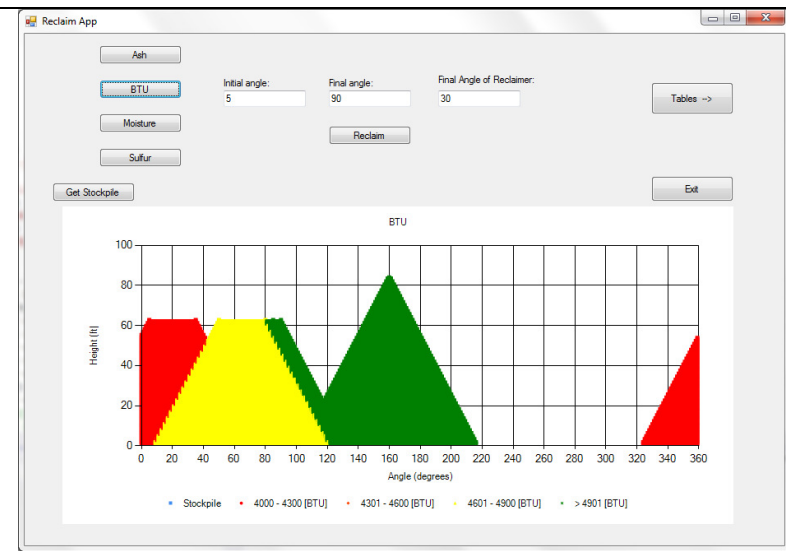 Reclaim App
Ash
BTU
Moisture
Sulfur
Get Stockpile
Initial angle:
5
Final angle:
90
Final Angle of Reclaimer:
30
Reclaim
Tables -->
Exit
BTU
Height [ft]
100
80
60
40
20
0
0 20 40 60 80 100 120 140 160 180 200 220 240 260 280 300 320 340 360
Angle (degrees)
Stockpile 4000 - 4300 [BTU] 4301 - 4600 [BTU] 4601 - 4900 [BTU] > 4901 [BTU]